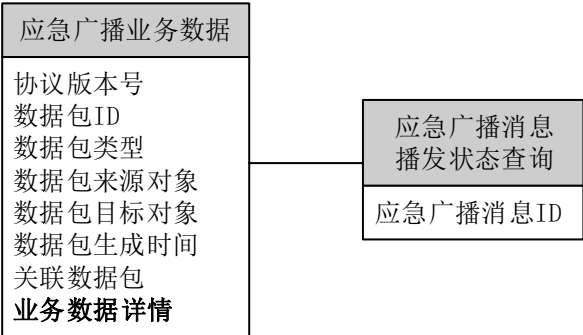 应急广播业务数据
协议版本号
数据包ID
数据包类型
数据包来源对象
数据包目标对象
数据包生成时间
关联数据包
业务数据详情
应急广播消息
播发状态查询
应急广播消息ID